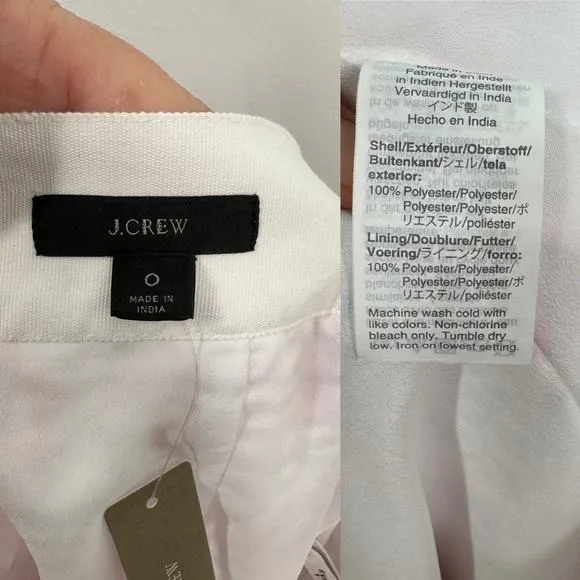 J.CREW
O
MADE IN
INDIA
Made in India
Fabriqué en Inde
in Indien Hergestellt
Vervaardigd in India
インド製
Hecho en India
Shell/Extérieur/Oberstoff/
Buitenkant/シェル/tela
exterior:
100% Polyester/Polyester/
Polyester/Polyester/ポ
リエステル/poliéster
Lining/Doublure/Futter/
Voering/ライニング/forro:
100% Polyester/Polyester/
Polyester/Polyester/ポ
リエステル/poliéster
Machine wash cold with
like colors. Non-chlorine
bleach only. Tumble dry
low. Iron on lowest setting.